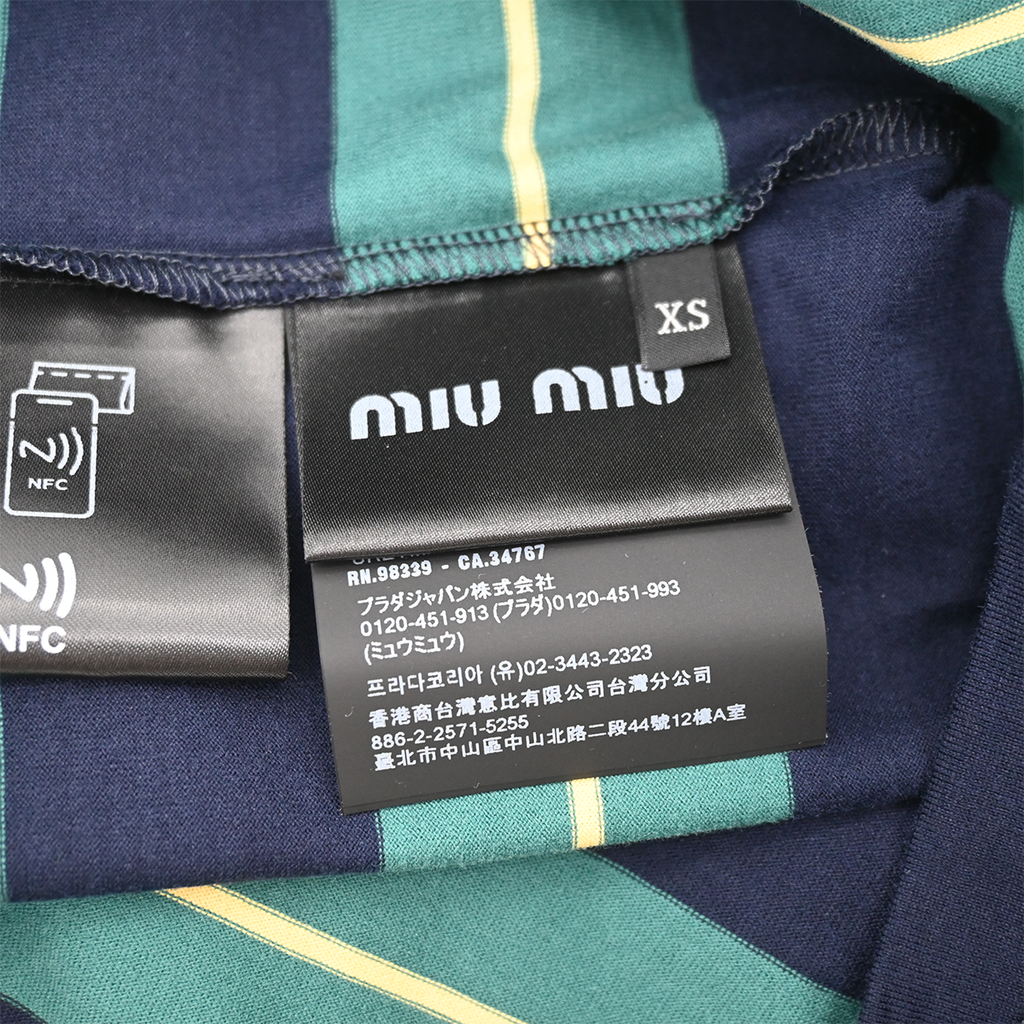 XS
miu miu
NFC
NFC
RN.98339 - CA.34767
プラダジャパン株式会社
0120-451-913(プラダ)0120-451-993
(ミュウミュウ)
프라다코리아 (유)02-3443-2323
香港商台灣惠比有限公司台灣分公司
886-2-2571-5255
臺北市中山區中山北路二段44號12樓A室